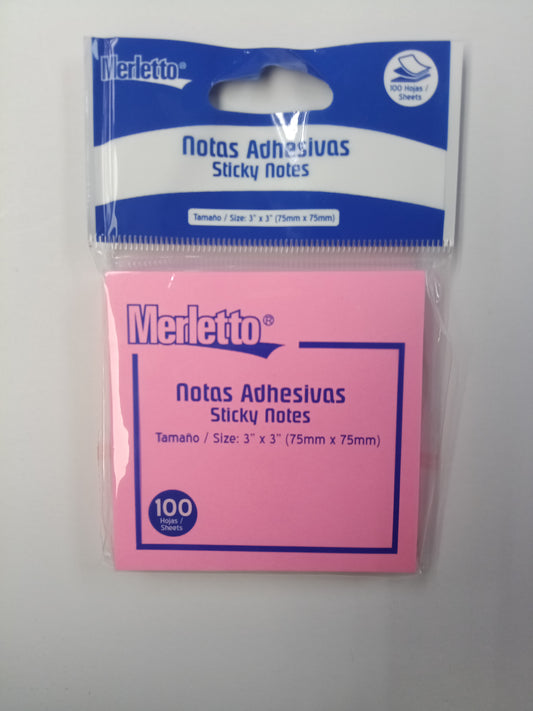 Merletto®
100 Hojas /
Sheets
Notas Adhesivas
Sticky Notes
Tamaño / Size: 3" x 3" (75mm x 75mm)
Merletto®
Notas Adhesivas
Sticky Notes
Tamaño / Size: 3" x 3" (75mm x 75mm)
100
Hojas /
Sheets